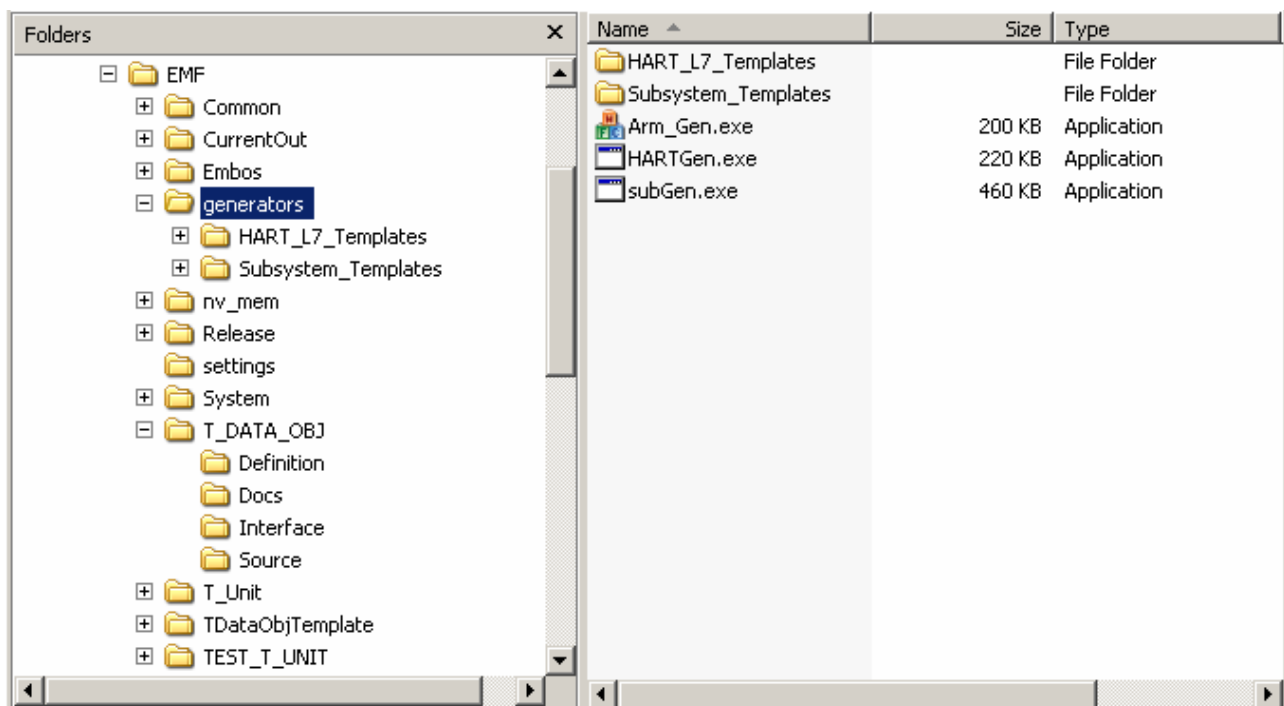 Folders
EMF
Common
CurrentOut
Embos
generators
HART_L7_Templates
Subsystem_Templates
nv_mem
Release
settings
System
T_DATA_OBJ
Definition
Docs
Interface
Source
T_Unit
TDataObjTemplate
TEST_T_UNIT
Name Size Type
HART_L7_Templates File Folder
Subsystem_Templates File Folder
Arm_Gen.exe 200 KB Application
HARTGen.exe 220 KB Application
subGen.exe 460 KB Application